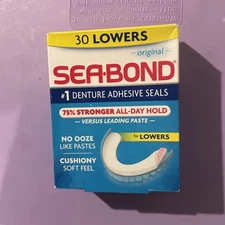 30 LOWERS
original
SEA-BOND
#1 DENTURE ADHESIVE SEALS
75% STRONGER ALL-DAY HOLD
— VERSUS LEADING PASTE —
NO OOZE
LIKE PASTES
CUSHIONY
SOFT FEEL
for LOWERS